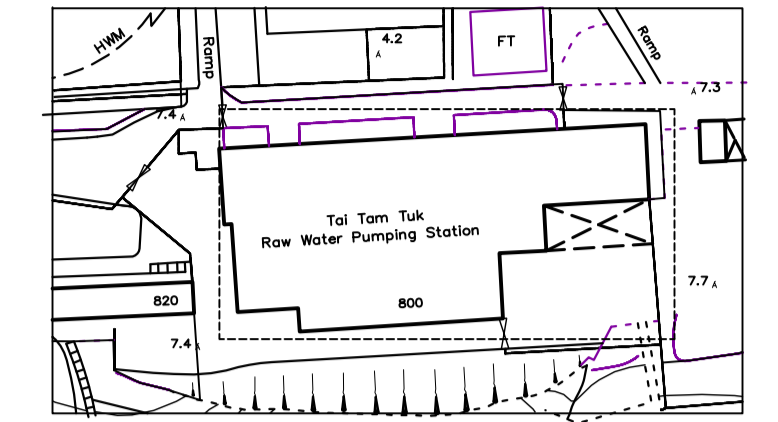 HWM
Ramp
4.2
FT
Ramp
7.3
7.4
Tai Tam Tuk
Raw Water Pumping Station
7.7
820
800
7.4